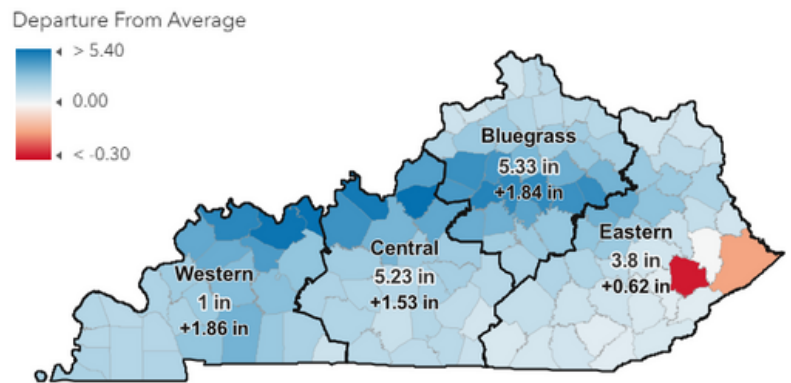 Departure From Average
> 5.40
0.00
< -0.30
Bluegrass
5.33 in
+1.84 in
Eastern
3.8 in
+0.62 in
Central
5.23 in
+1.53 in
Western
1 in
+1.86 in